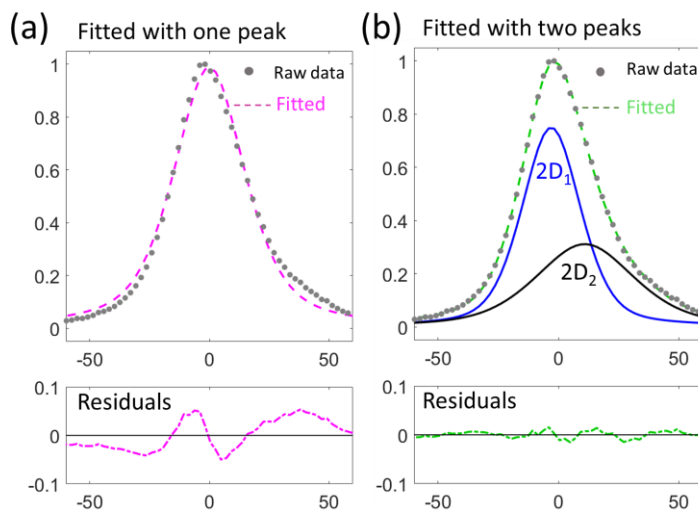 (a) Fitted with one peak
Raw data
Fitted
1
0.8
0.6
0.4
0.2
0
-50 0 50
0.1
Residuals
0
-0.1
-50 0 50
(b) Fitted with two peaks
Raw data
Fitted
2D1
2D2
1
0.8
0.6
0.4
0.2
0
-50 0 50
0.1
Residuals
0
-0.1
-50 0 50